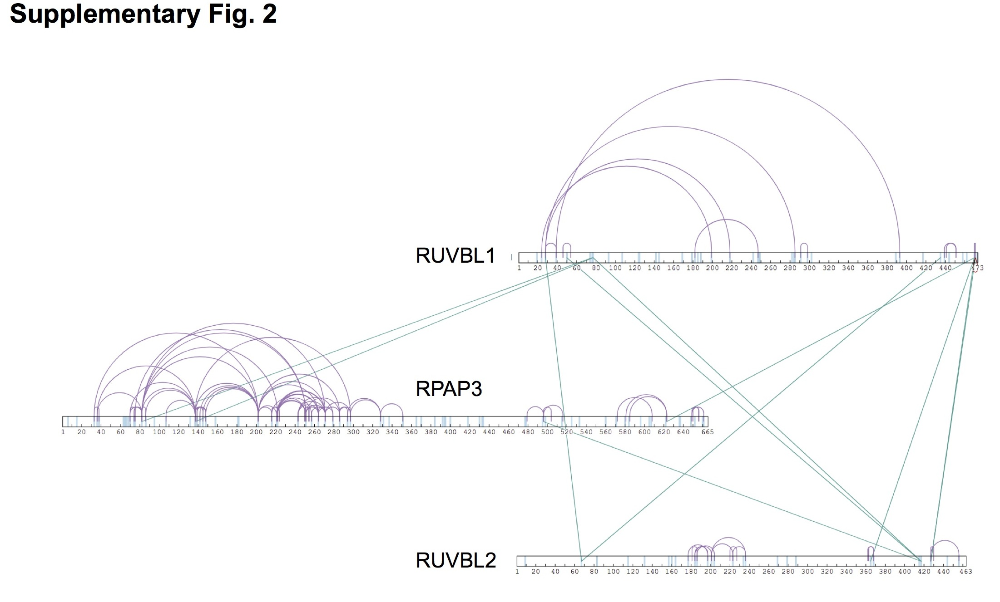 Supplementary Fig. 2
RUVBL1
1 20 40 60 80 100 120 140 160 180 200 220 240 260 280 300 320 340 360 380 400 420 440 473
RPAP3
1 20 40 60 80 100 120 140 160 180 200 220 240 260 280 300 320 340 360 380 400 420 440 460 480 500 520 540 560 580 600 620 640 665
RUVBL2
1 20 40 60 80 100 120 140 160 180 200 220 240 260 280 300 320 340 360 380 400 420 440 463